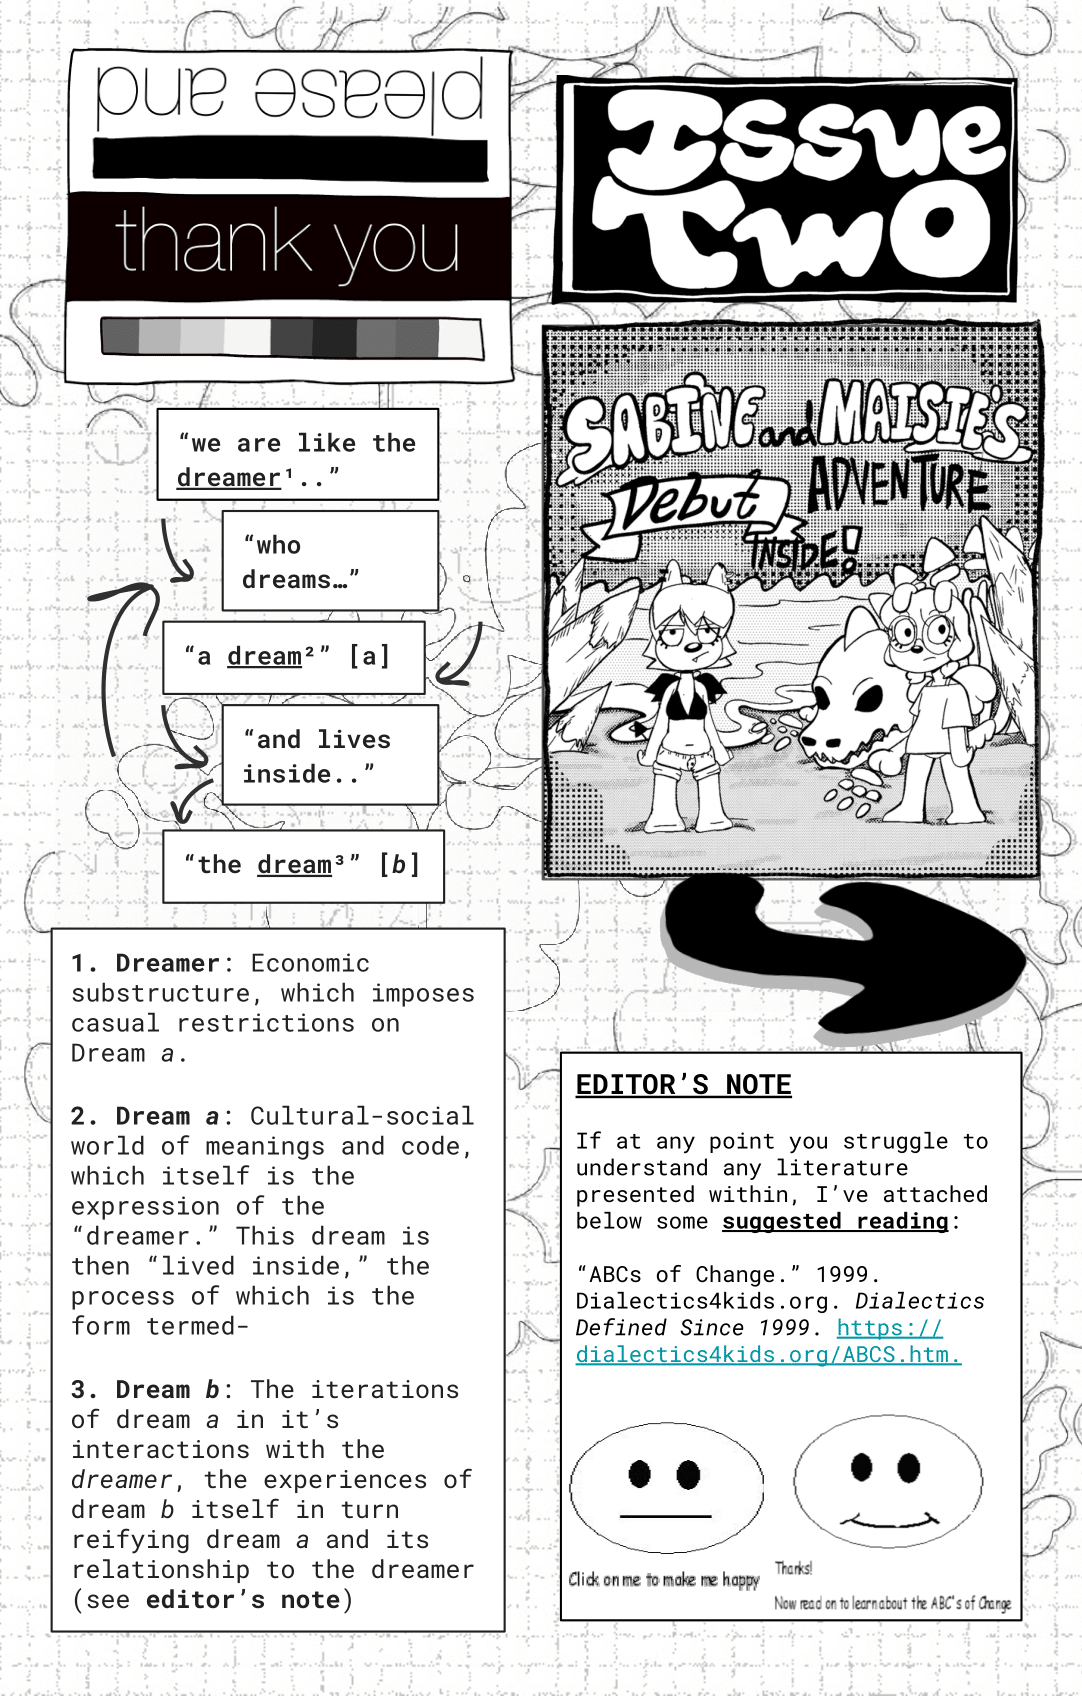 please and
thank you
Issue
Two
SABINE and MAISIE'S
Debut ADVENTURE
INSIDE!
“we are like the
dreamer¹..”
“who
dreams…”
“a dream²” [a]
“and lives
inside..”
“the dream³” [b]
1. Dreamer: Economic
substructure, which imposes
casual restrictions on
Dream a.
2. Dream a: Cultural-social
world of meanings and code,
which itself is the
expression of the
“dreamer.” This dream is
then “lived inside,” the
process of which is the
form termed-
3. Dream b: The iterations
of dream a in it’s
interactions with the
dreamer, the experiences of
dream b itself in turn
reifying dream a and its
relationship to the dreamer
(see editor’s note)
EDITOR’S NOTE
If at any point you struggle to
understand any literature
presented within, I’ve attached
below some suggested reading:
“ABCs of Change.” 1999.
Dialectics4kids.org. Dialectics
Defined Since 1999. https://
dialectics4kids.org/ABCS.htm.
Click on me to make me happy
Thanks!
Now read on to learn about the ABC's of Change